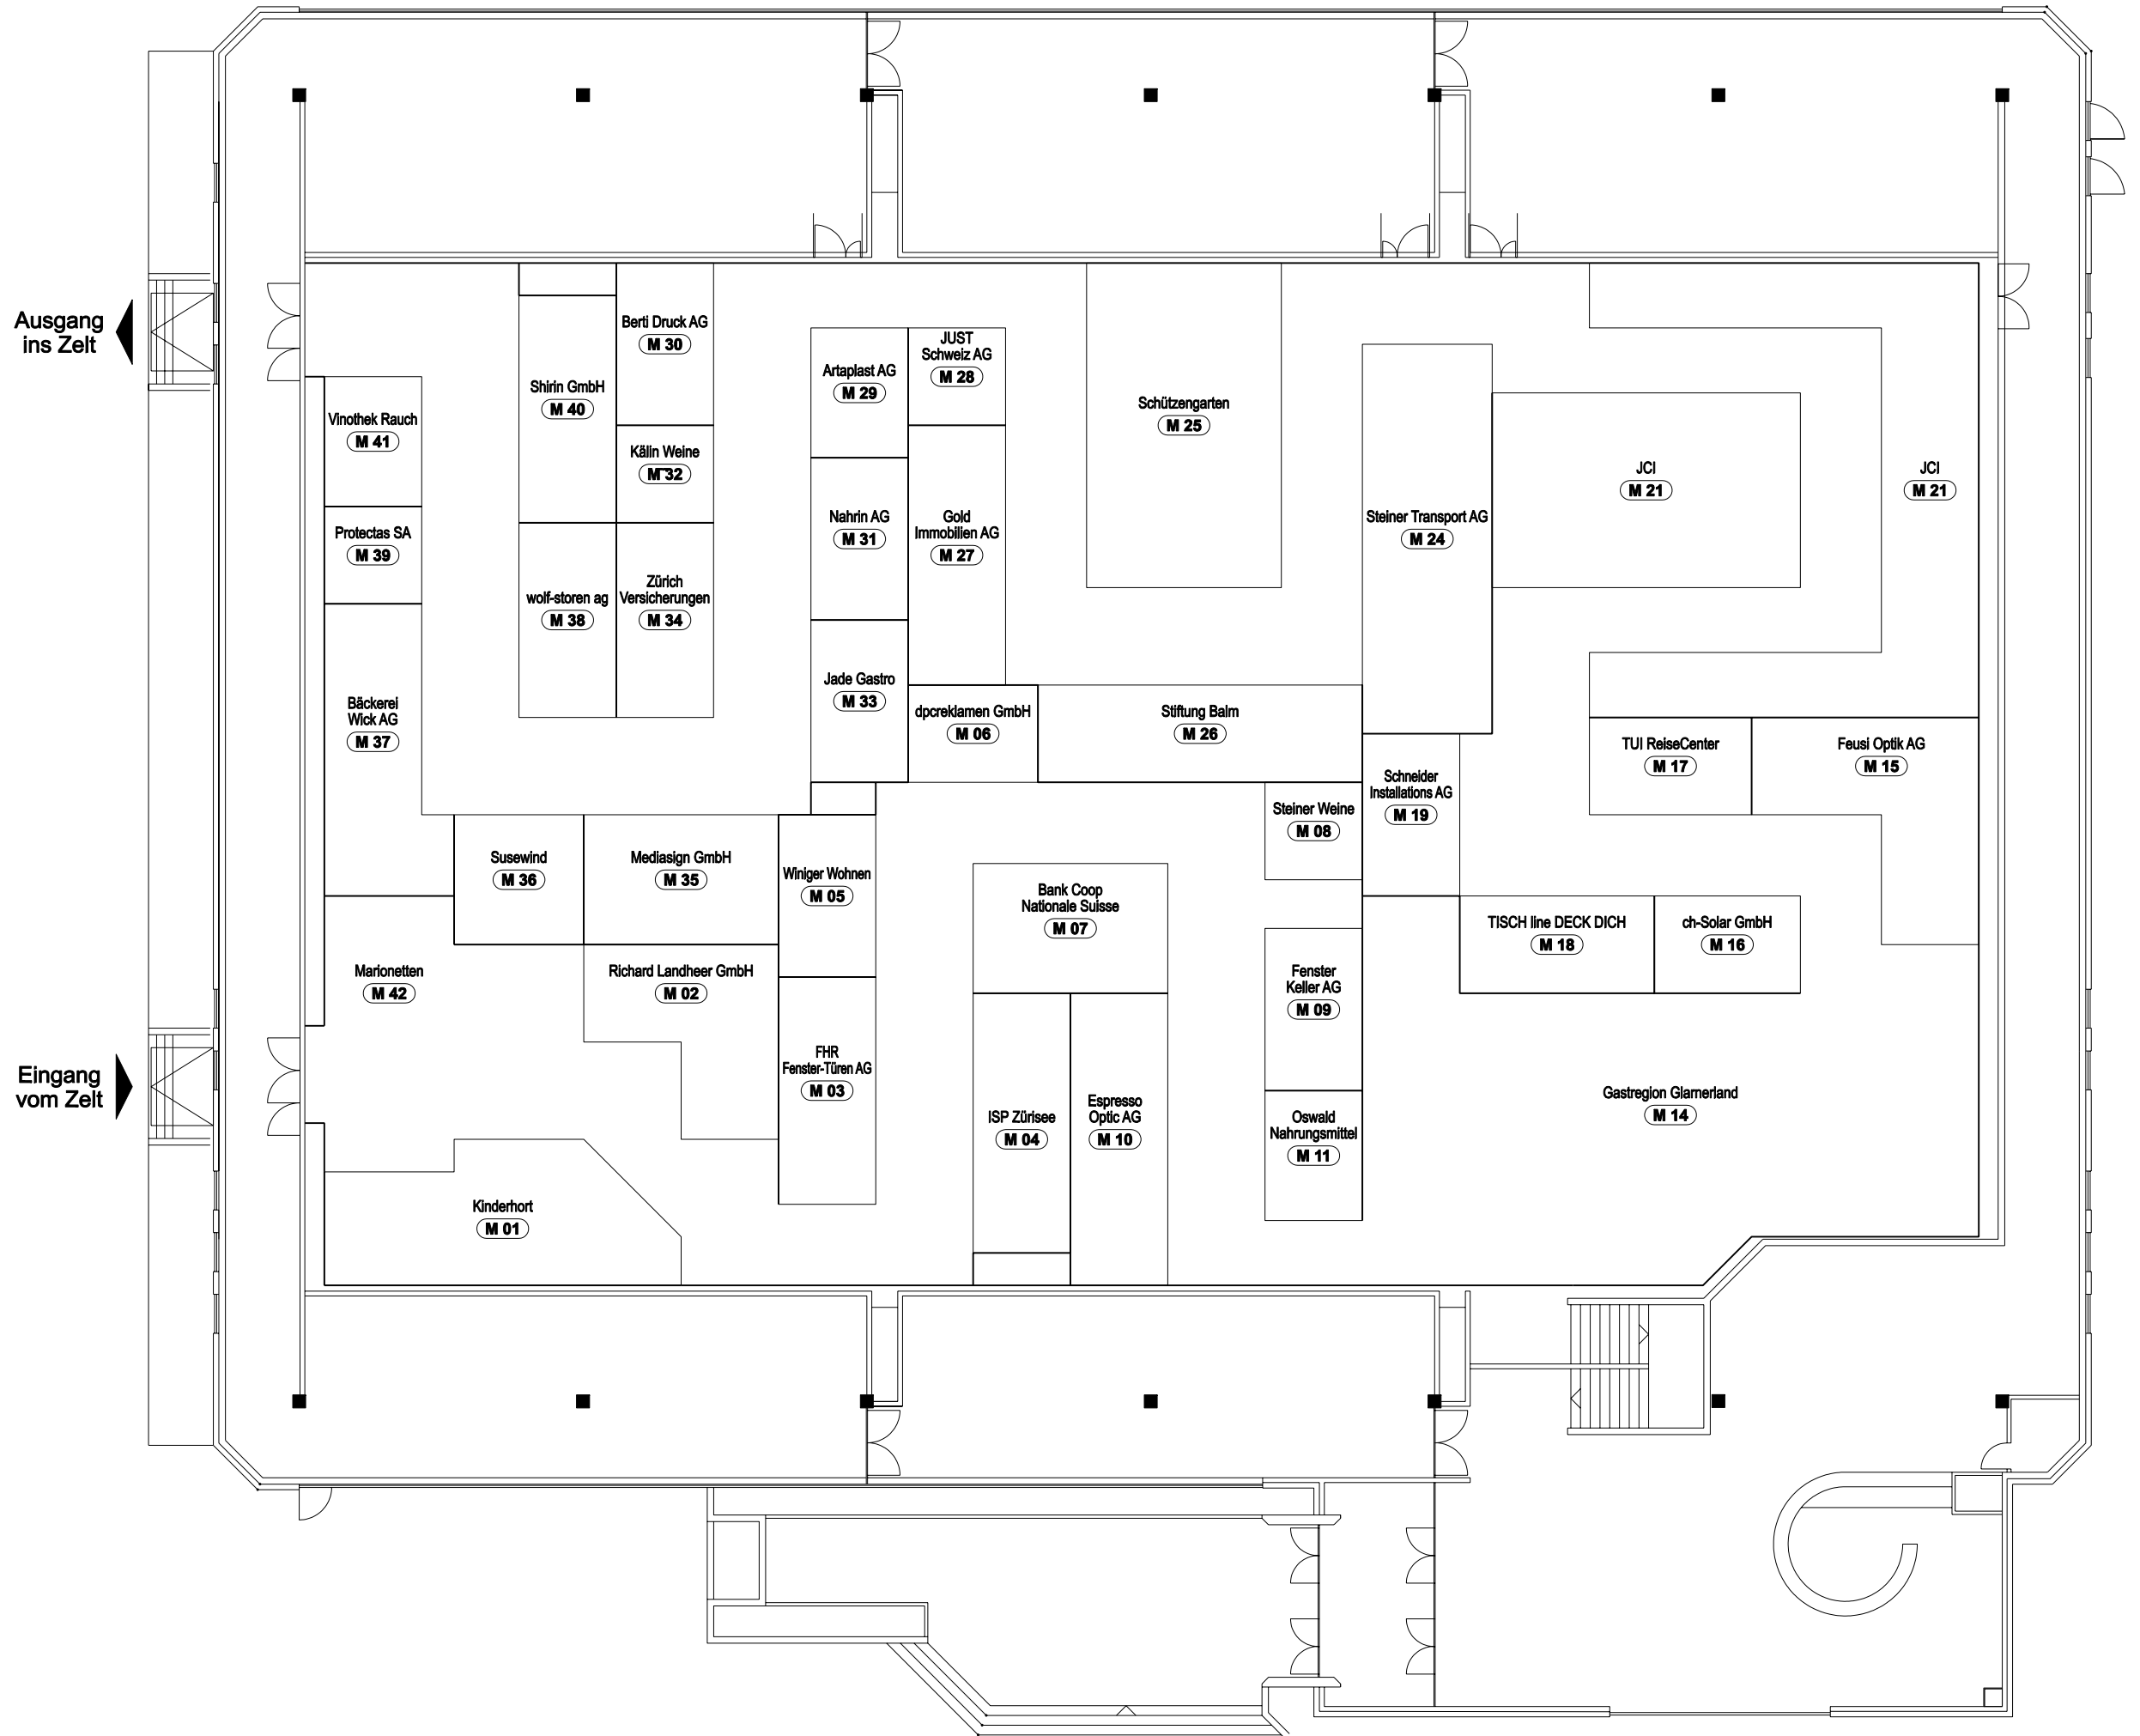 Ausgang
ins Zelt
Eingang
vom Zelt
Berti Druck AG
M 30
Shirin GmbH
M 40
Vinothek Rauch
M 41
Kälin Weine
M 32
Protectas SA
M 39
wolf-storen ag
M 38
Zürich
Versicherungen
M 34
Bäckerei
Wick AG
M 37
Artaplast AG
M 29
JUST
Schweiz AG
M 28
Nahrin AG
M 31
Gold
Immobilien AG
M 27
Jade Gastro
M 33
dpcreklamen GmbH
M 06
Schützengarten
M 25
Stiftung Balm
M 26
Steiner Transport AG
M 24
JCI
M 21
JCI
M 21
TUI ReiseCenter
M 17
Feusi Optik AG
M 15
Schneider
Installations AG
M 19
Steiner Weine
M 08
Susewind
M 36
Mediasign GmbH
M 35
Winiger Wohnen
M 05
Bank Coop
Nationale Suisse
M 07
TISCH line DECK DICH
M 18
ch-Solar GmbH
M 16
Marionetten
M 42
Richard Landheer GmbH
M 02
Fenster
Keller AG
M 09
FHR
Fenster-Türen AG
M 03
ISP Zürisee
M 04
Espresso
Optic AG
M 10
Oswald
Nahrungsmittel
M 11
Gastregion Glarnerland
M 14
Kinderhort
M 01